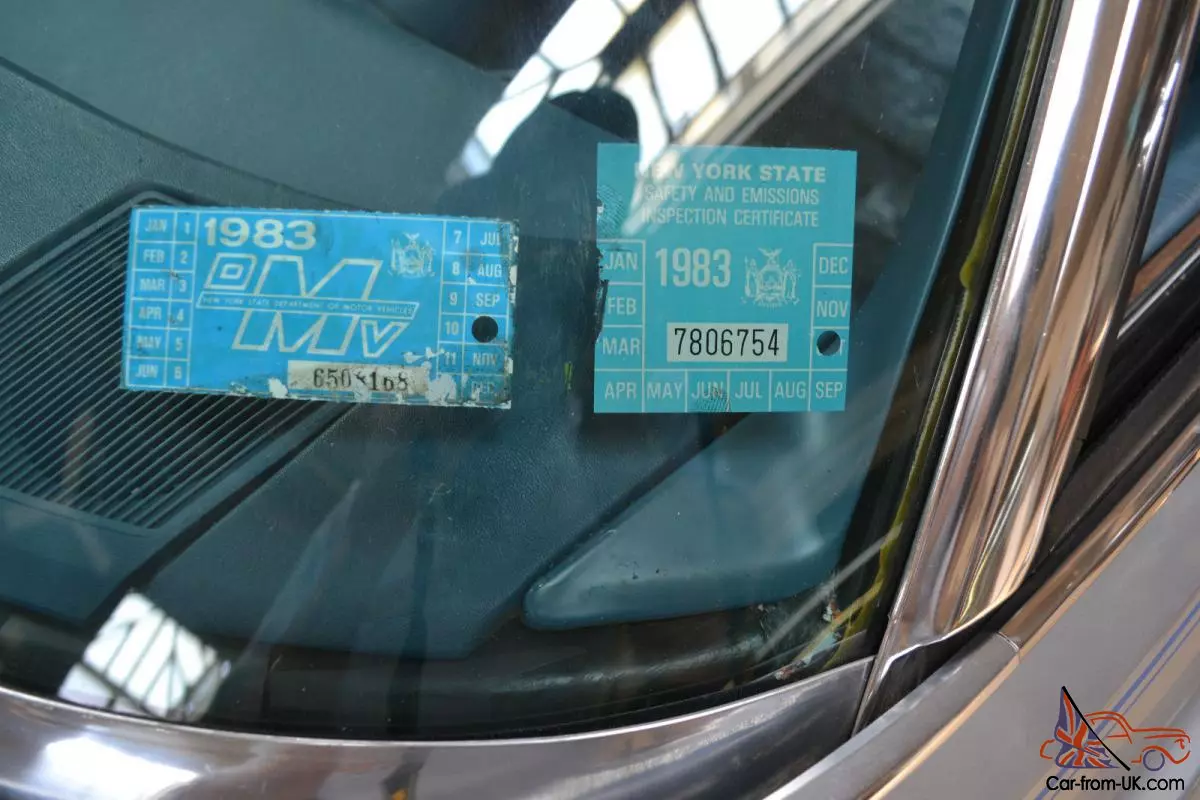 1983
DMV
NEW YORK STATE DEPARTMENT OF MOTOR VEHICLES
JAN 1
FEB 2
MAR 3
APR 4
MAY 5
JUN 6
7 JUL
8 AUG
9 SEP
10
11 NOV
DEC
NEW YORK STATE
SAFETY AND EMISSIONS
INSPECTION CERTIFICATE
JAN 1983 DEC
FEB NOV
MAR 7806754
APR MAY JUN JUL AUG SEP
Car-from-UK.com